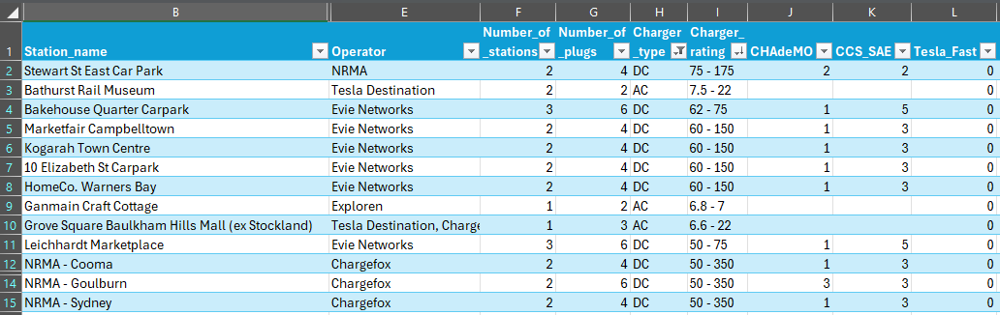 B E F G H I J K L
Number_of Number_of Charger Charger_
1 Station_name Operator _stations _plugs _type rating_ CHAdeMO CCS_SAE Tesla_Fast
2 Stewart St East Car Park NRMA 2 4 DC 75 - 175 2 2 0
3 Bathurst Rail Museum Tesla Destination 2 2 AC 7.5 - 22 0
4 Bakehouse Quarter Carpark Evie Networks 3 6 DC 62 - 75 1 5 0
5 Marketfair Campbelltown Evie Networks 2 4 DC 60 - 150 1 3 0
6 Kogarah Town Centre Evie Networks 2 4 DC 60 - 150 1 3 0
7 10 Elizabeth St Carpark Evie Networks 2 4 DC 60 - 150 1 3 0
8 HomeCo. Warners Bay Evie Networks 2 4 DC 60 - 150 1 3 0
9 Ganmain Craft Cottage Exploren 1 2 AC 6.8 - 7 0
10 Grove Square Baulkham Hills Mall (ex Stockland) Tesla Destination, Charge 1 3 AC 6.6 - 22 0
11 Leichhardt Marketplace Evie Networks 3 6 DC 50 - 75 1 5 0
12 NRMA - Cooma Chargefox 2 4 DC 50 - 350 1 3 0
14 NRMA - Goulburn Chargefox 2 6 DC 50 - 350 3 3 0
15 NRMA - Sydney Chargefox 2 4 DC 50 - 350 1 3 0